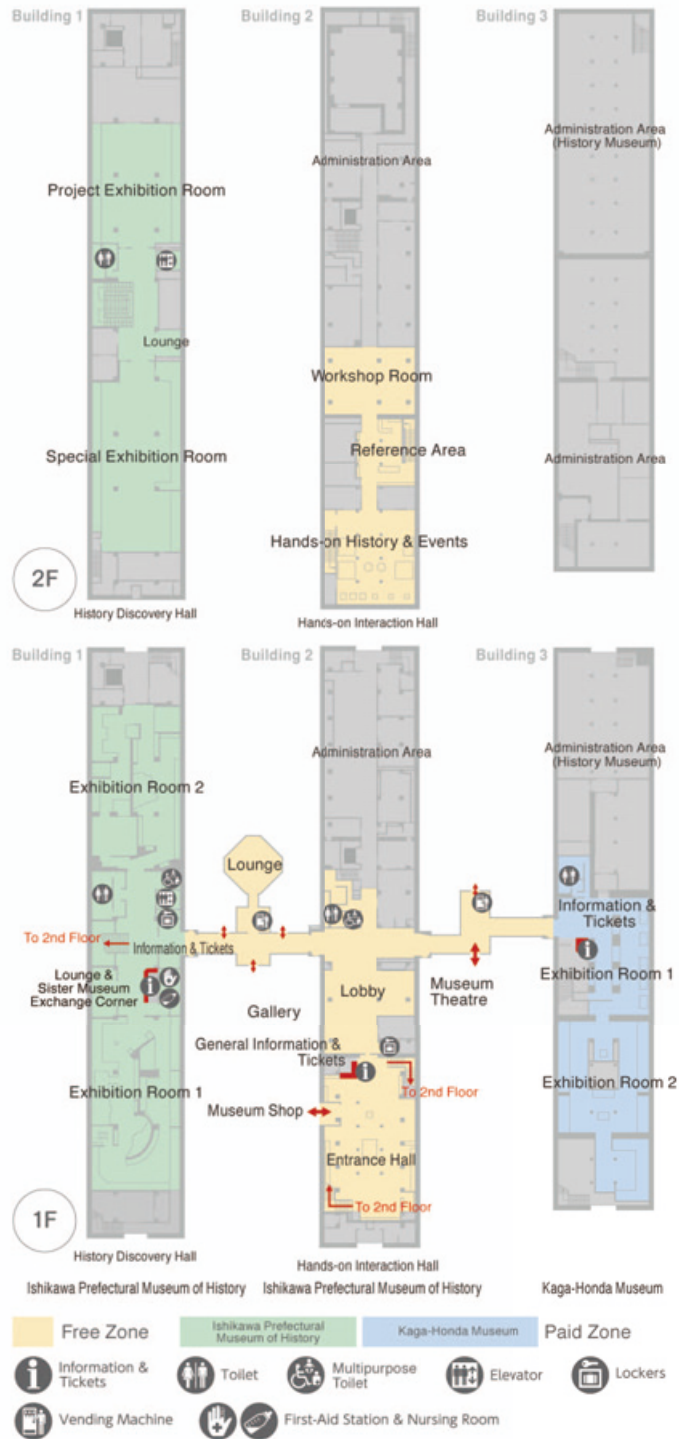 Building 1
Building 2
Building 3
Administration Area
(History Museum)
Administration Area
Project Exhibition Room
Lounge
Workshop Room
Reference Area
Special Exhibition Room
Administration Area
Hands-on History & Events
2F
History Discovery Hall
Hands-on Interaction Hall
Building 1
Building 2
Building 3
Administration Area
Administration Area
(History Museum)
Exhibition Room 2
Lounge
Information &
Tickets
To 2nd Floor
Information & Tickets
Lounge &
Sister Museum
Exchange Corner
Exhibition Room 1
Lobby
Museum
Theatre
Gallery
General Information &
Tickets
Exhibition Room 2
Exhibition Room 1
To 2nd Floor
Museum Shop
Entrance Hall
To 2nd Floor
1F
History Discovery Hall
Hands-on Interaction Hall
Ishikawa Prefectural Museum of History
Ishikawa Prefectural Museum of History
Kaga-Honda Museum
Free Zone
Ishikawa Prefectural
Museum of History
Kaga-Honda Museum
Paid Zone
Information &
Tickets
Toilet
Multipurpose
Toilet
Elevator
Lockers
Vending Machine
First-Aid Station & Nursing Room